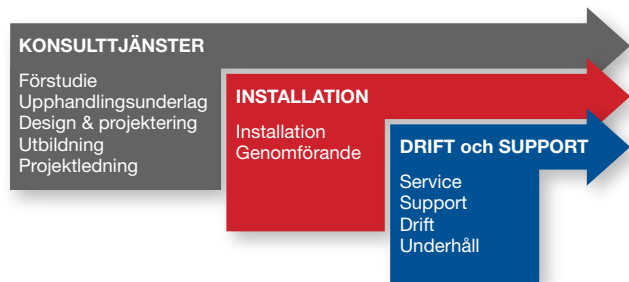 KONSULTTJÄNSTER
Förstudie
Upphandlingsunderlag
Design & projektering
Utbildning
Projektledning
INSTALLATION
Installation
Genomförande
DRIFT och SUPPORT
Service
Support
Drift
Underhåll